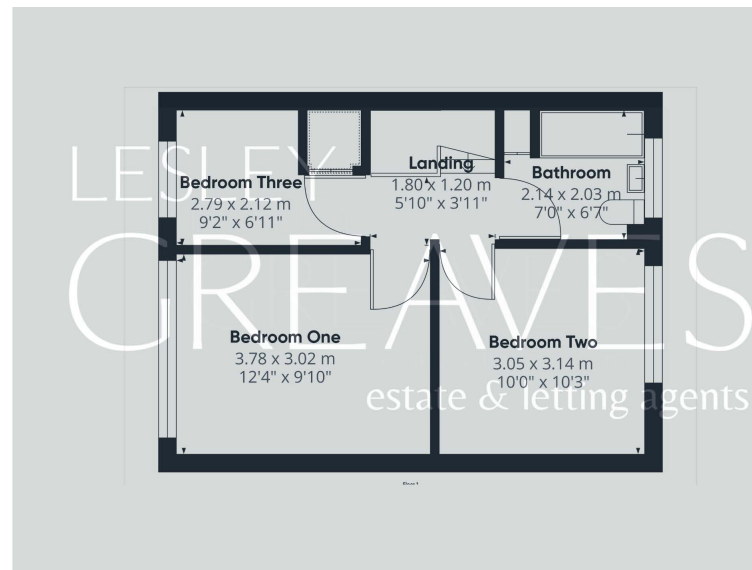 LESLEY
GREAVES
estate & letting agents
Bedroom Three
2.79 x 2.12 m
9'2" x 6'11"
Landing
1.80 x 1.20 m
5'10" x 3'11"
Bathroom
2.14 x 2.03 m
7'0" x 6'7"
Bedroom One
3.78 x 3.02 m
12'4" x 9'10"
Bedroom Two
3.05 x 3.14 m
10'0" x 10'3"
Floor 1